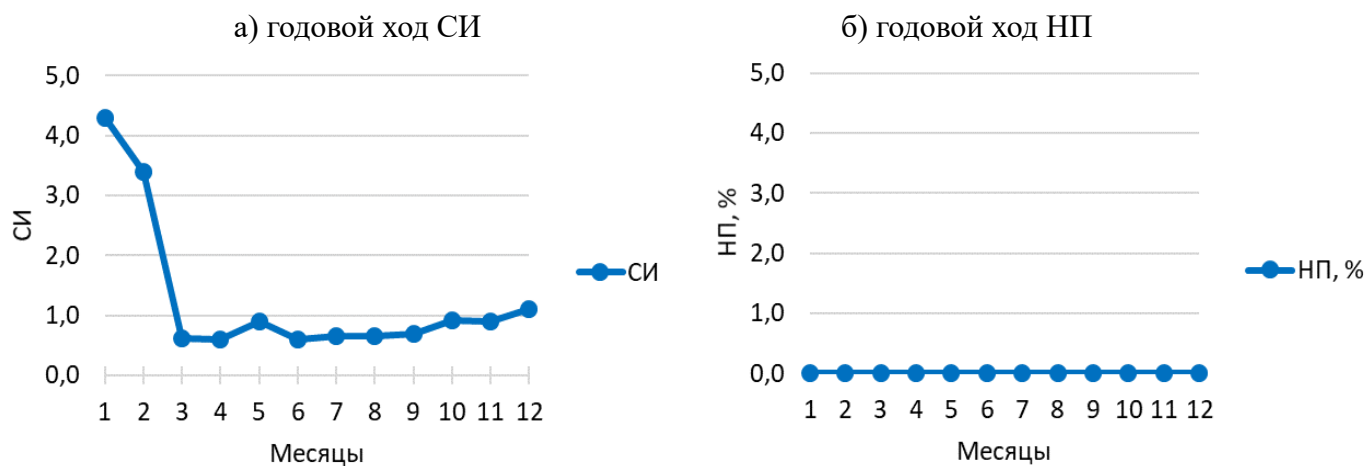 а) годовой ход СИ
5,0
4,0
3,0
2,0
1,0
0,0
СИ
1 2 3 4 5 6 7 8 9 10 11 12
Месяцы
СИ
б) годовой ход НП
5,0
4,0
3,0
2,0
1,0
0,0
НП, %
1 2 3 4 5 6 7 8 9 10 11 12
Месяцы
НП, %